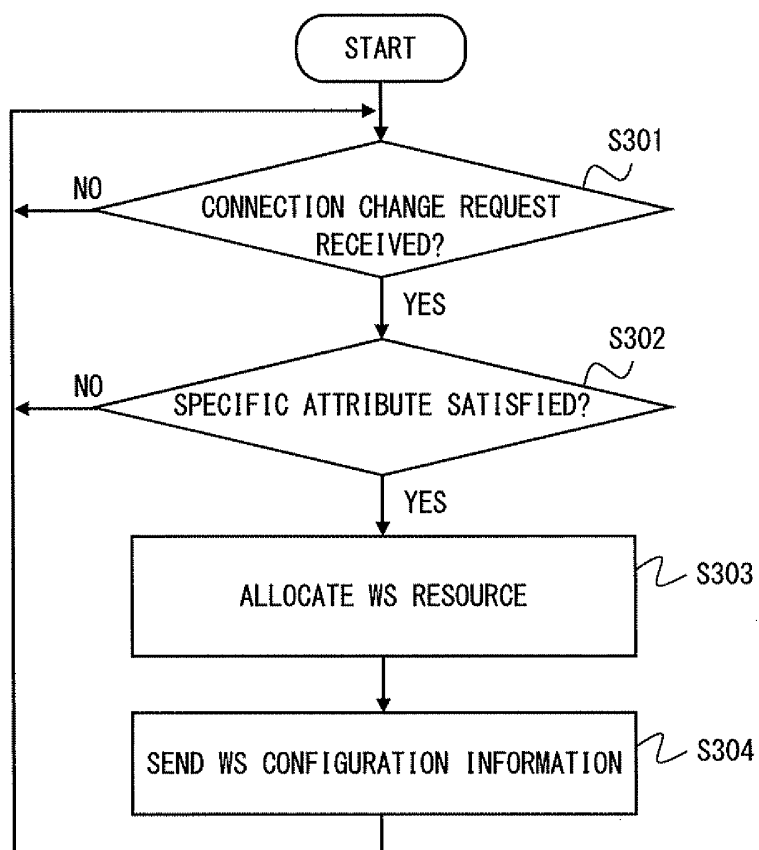 START
S301
NO
CONNECTION CHANGE REQUEST
RECEIVED?
YES
S302
NO
SPECIFIC ATTRIBUTE SATISFIED?
YES
ALLOCATE WS RESOURCE
S303
SEND WS CONFIGURATION INFORMATION
S304